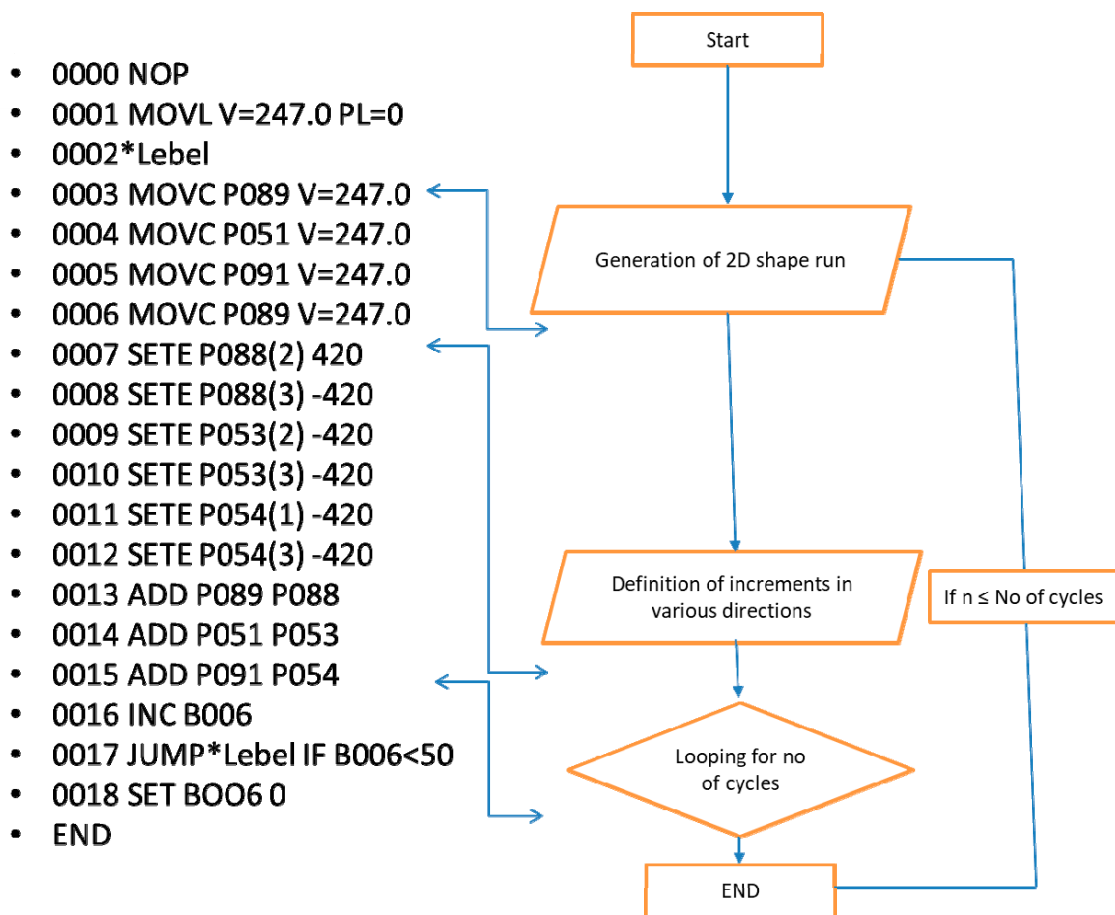 • 0000 NOP
• 0001 MOVL V=247.0 PL=0
• 0002*Lebel
• 0003 MOVC P089 V=247.0
• 0004 MOVC P051 V=247.0
• 0005 MOVC P091 V=247.0
• 0006 MOVC P089 V=247.0
• 0007 SETE P088(2) 420
• 0008 SETE P088(3) -420
• 0009 SETE P053(2) -420
• 0010 SETE P053(3) -420
• 0011 SETE P054(1) -420
• 0012 SETE P054(3) -420
• 0013 ADD P089 P088
• 0014 ADD P051 P053
• 0015 ADD P091 P054
• 0016 INC B006
• 0017 JUMP*Lebel IF B006<50
• 0018 SET BOO6 0
• END
Start
Generation of 2D shape run
Definition of increments in
various directions
If n ≤ No of cycles
Looping for no
of cycles
END